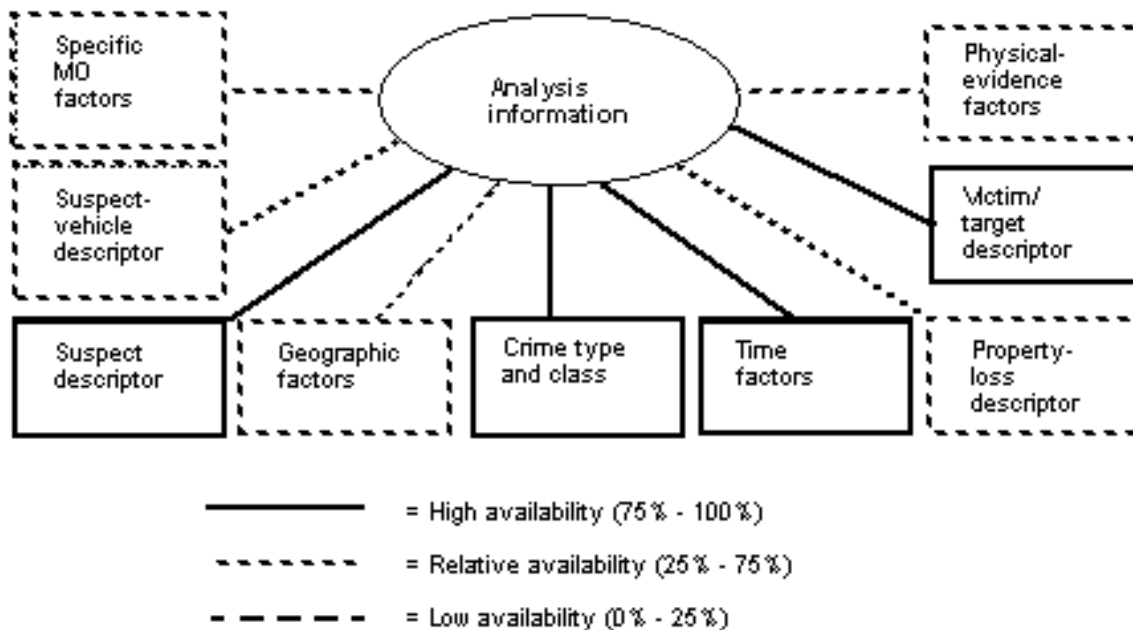 Specific
MO
factors
Analysis
information
Physical-
evidence
factors
Suspect-
vehicle
descriptor
Victim/
target
descriptor
Suspect
descriptor
Geographic
factors
Crime type
and class
Time
factors
Property-
loss
descriptor
= High availability (75% - 100%)
= Relative availability (25% - 75%)
= Low availability (0% - 25%)